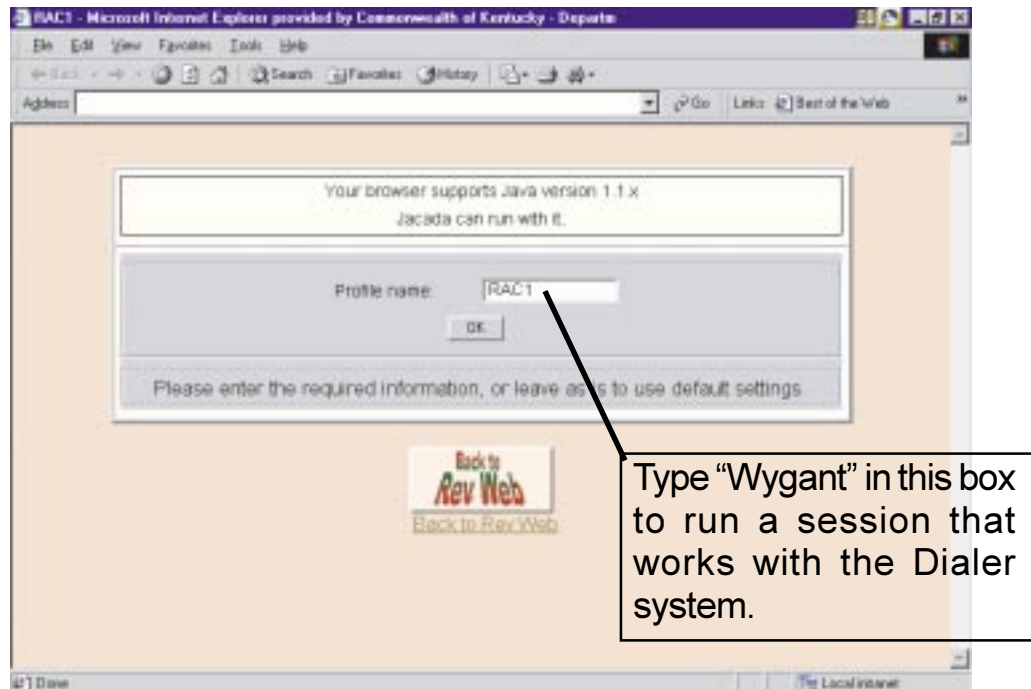 RAC1 - Microsoft Internet Explorer provided by Commonwealth of Kentucky - Departm
File Edit View Favorites Tools Help
Back Search Favorites History
Address Go Links Best of the Web
Your browser supports Java version 1.1.x
Jacada can run with it.
Profile name: RAC1
OK
Please enter the required information, or leave as is to use default settings
Back to
Rev Web
Back to Rev Web
Type “Wygant” in this box
to run a session that
works with the Dialer
system.
Done Local intranet